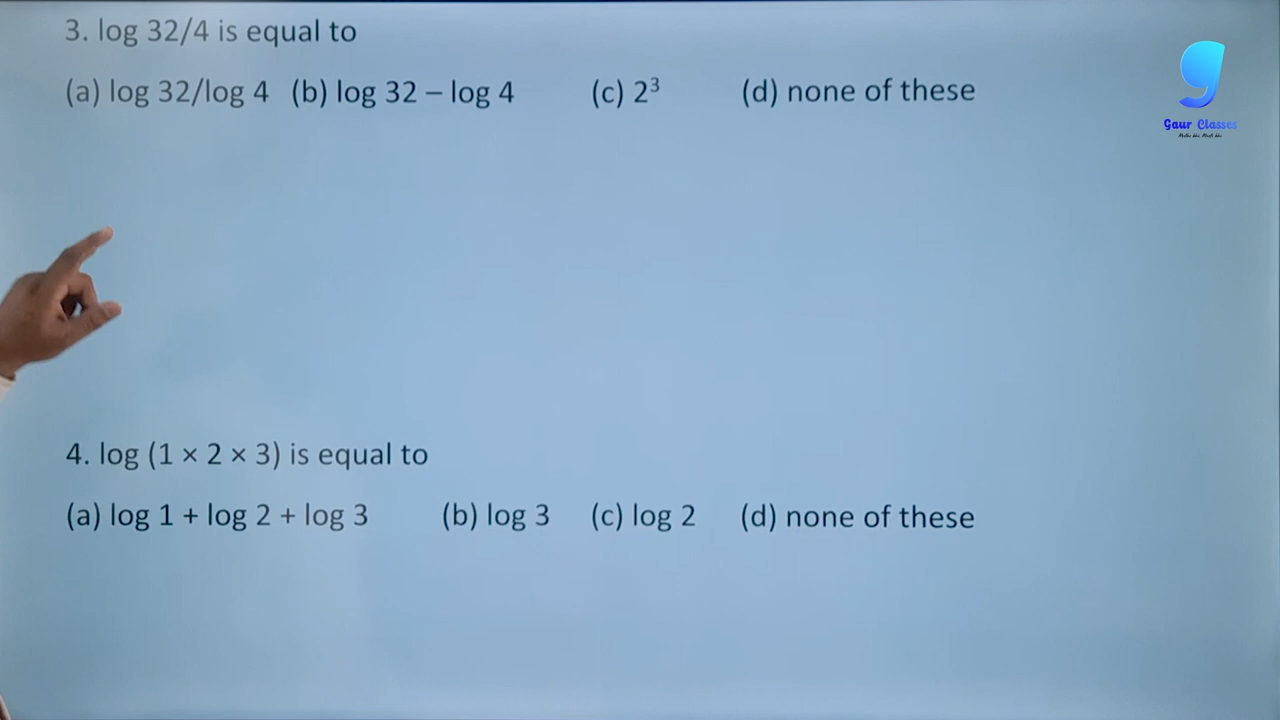 3. log 32/4 is equal to
(a) log 32/log 4 (b) log 32 – log 4 (c) 2³ (d) none of these
Gaur Classes
4. log (1 × 2 × 3) is equal to
(a) log 1 + log 2 + log 3 (b) log 3 (c) log 2 (d) none of these